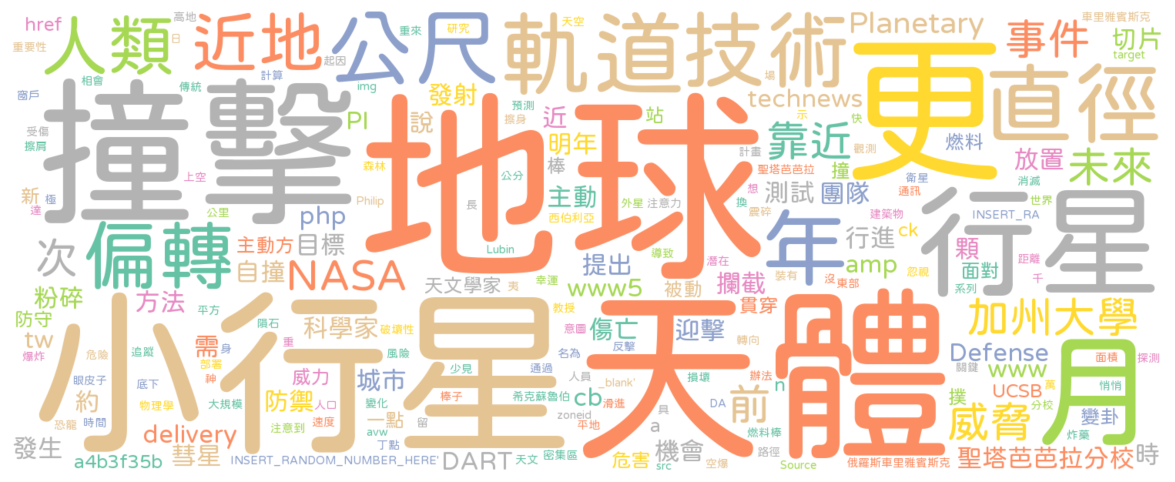 高地
車里雅賓斯克
href
人類
近地
公尺
軌道技術
Planetary
天空
事件
切片
target
重要性
日
重來
研究
起因
相會
計算
img
傳統
窗戶
撞擊
發射
預測
擦身
壞
technews
更
直徑
PI
說
近
明年
站
示
快
靠近
觀測
燃料
放置
未來
受傷
擦屑
地球
計畫
撞
聖塔芭芭拉
衛星
通訊
消滅
上空
森林
公分
棒
主動
外星
注意力
想
換
震碎
測試
團隊
新
極
達
公里
Philip
長
西伯利亞
建築物
世界
INSERT_RA
php
偏轉
次
主動方
目標
Lubin
年
行進
ck
行星
顆
距離
千
面對
系列
自撞
NASA
天文學家
夷
幸運
提出
導致
潛在
裝有
沒
東部
amp
忽視
被動
攔截
www5
粉碎
方法
平方
隕石
破壞性
科學家
教授
意圖
傷亡
反擊
迎擊
貫穿
轉向
加州大學
防守
tw
爆炸
危險
追蹤
需
身
重
部署
神
風險
小行星
少見
通過
名為
人員
損壞
辦法
天體
前
Defense
關鍵
www
面積
探測
月
眼皮子
底下
威力
城市
約
物理學
大規模
人口
變化
棒子
希克蘇魯伯
_blank'
滑進
DA
n
撲
UCSB
萬
悄悄
分校
恐龍
時間
注意到
防禦
速度
一點
留
cb
zoneid
平地
具
a
燃料棒
威脅
變卦
炸藥
發生
delivery
彗星
avw
丁點
a4b3f35b
INSERT_RANDOM_NUMBER_HERE'
DART
天文
密集區
危害
src
機會
空爆
路徑
Source
俄羅斯車里雅賓斯克
聖塔芭芭拉分校
時